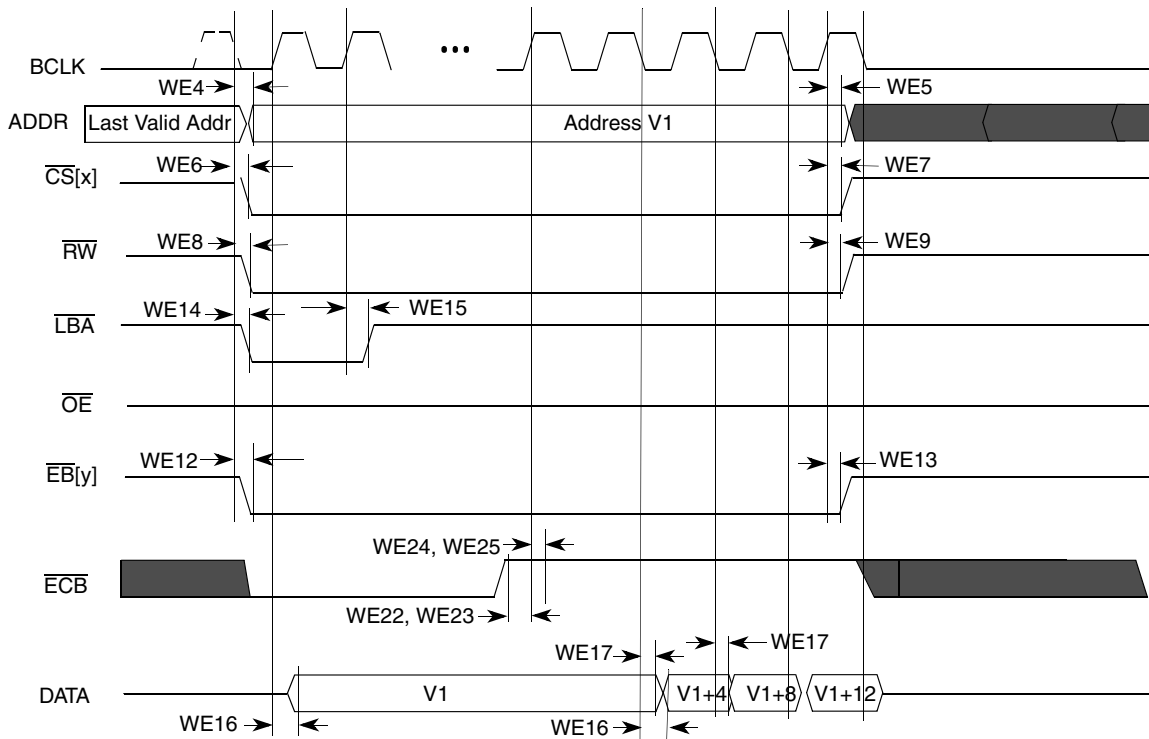 BCLK
...
WE4
WE5
ADDR
Last Valid Addr
Address V1
WE6
WE7
CS[x]
WE8
WE9
RW
WE14
WE15
LBA
OE
WE12
WE13
EB[y]
WE24, WE25
ECB
WE22, WE23
WE17
WE17
DATA
V1
V1+4
V1+8
V1+12
WE16
WE16